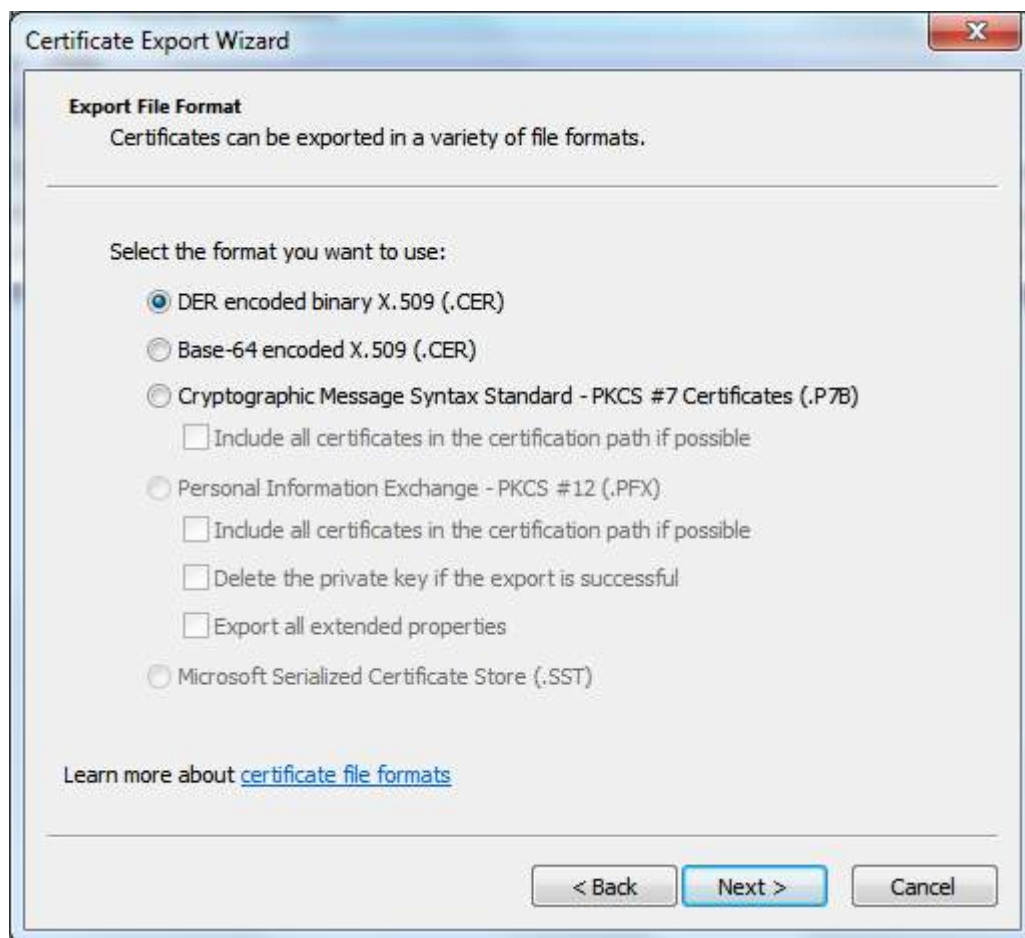 Certificate Export Wizard
Export File Format
Certificates can be exported in a variety of file formats.
Select the format you want to use:
DER encoded binary X.509 (.CER)
Base-64 encoded X.509 (.CER)
Cryptographic Message Syntax Standard - PKCS #7 Certificates (.P7B)
Include all certificates in the certification path if possible
Personal Information Exchange - PKCS #12 (.PFX)
Include all certificates in the certification path if possible
Delete the private key if the export is successful
Export all extended properties
Microsoft Serialized Certificate Store (.SST)
Learn more about certificate file formats
< Back Next > Cancel